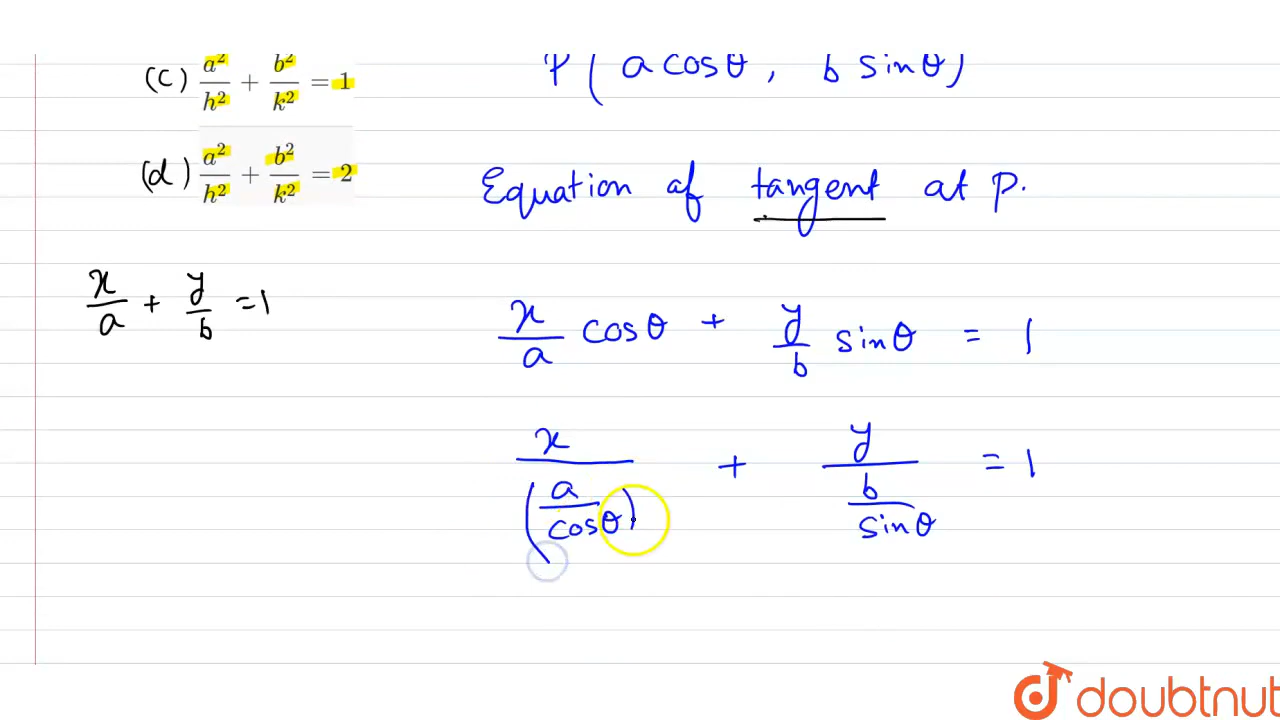 (c) a²/h² + b²/k² = 1
P( a cosθ , b sinθ)
(d) a²/h² + b²/k² = 2
Equation of tangent at P.
x/a + y/b = 1
x/a cosθ + y/b sinθ = 1
x/(a/cosθ) + y/(b/sinθ) = 1
doubtnut